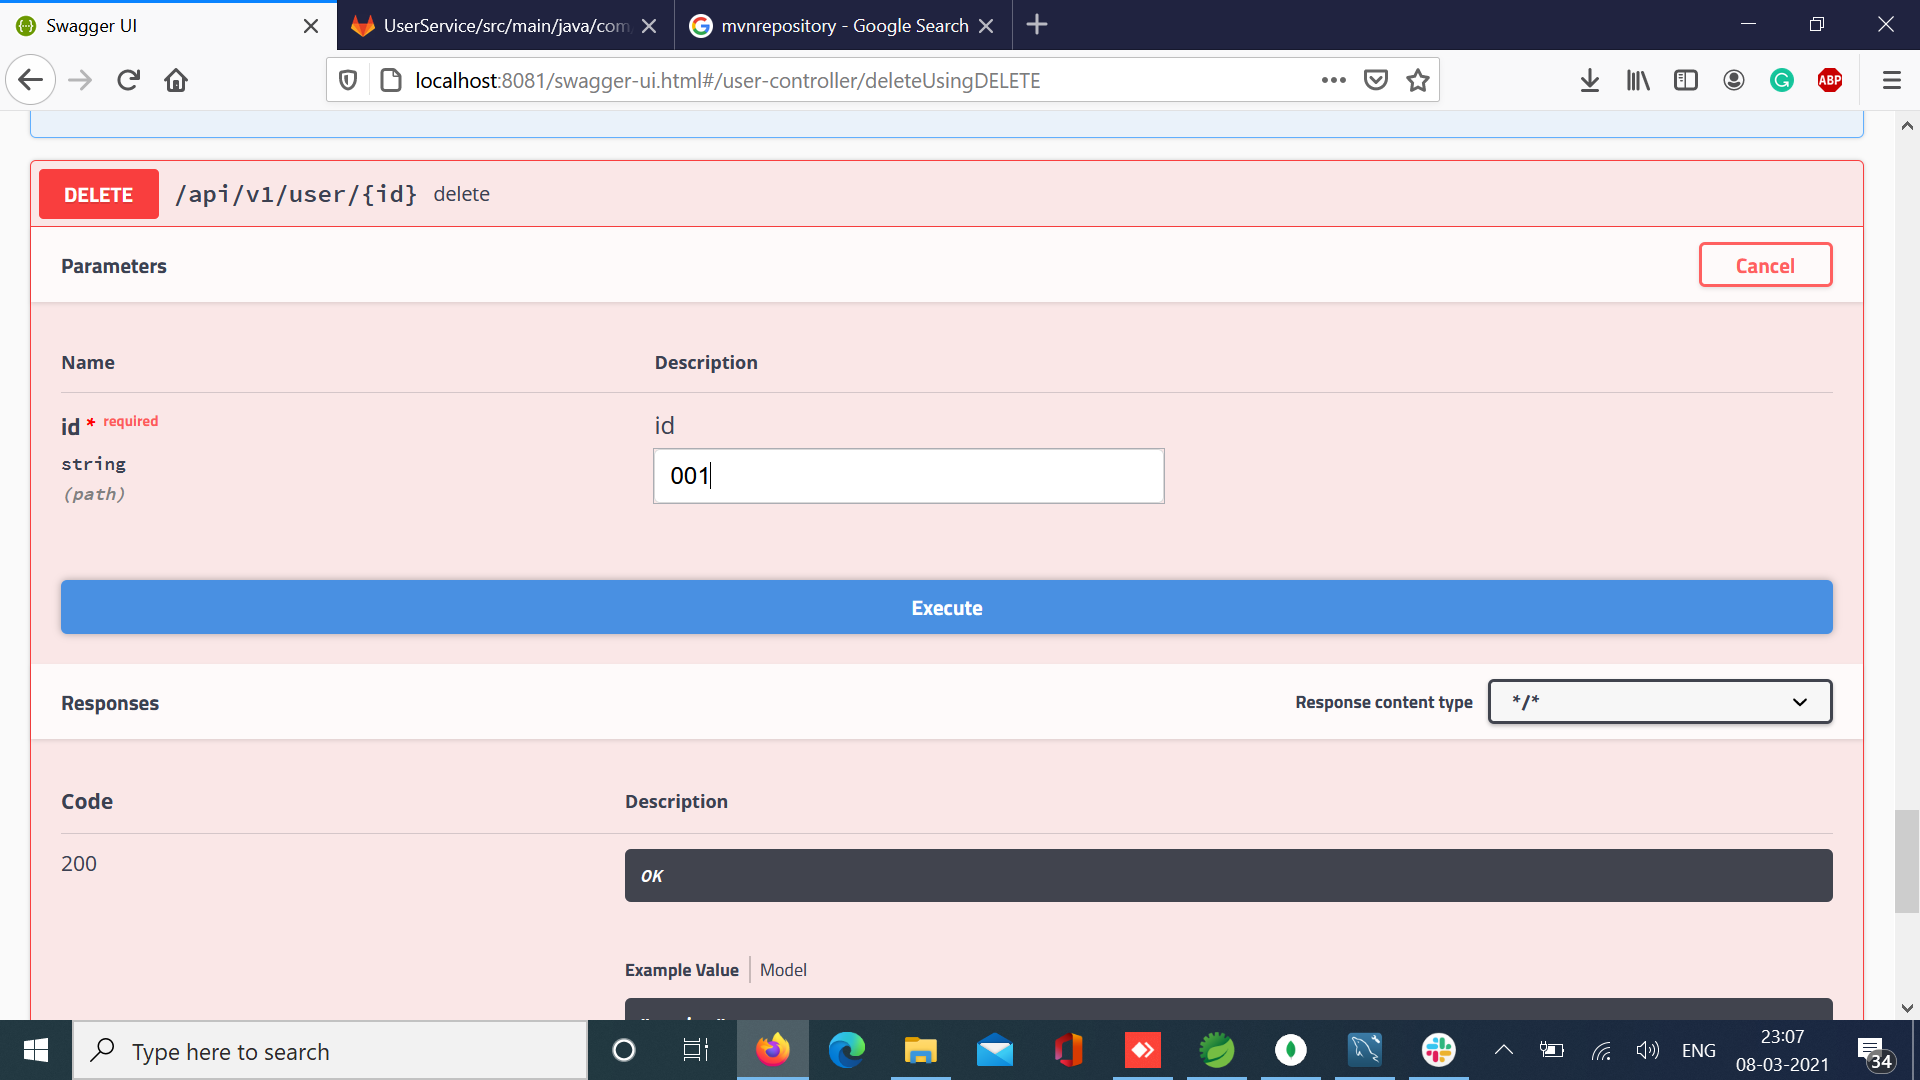 Swagger UI
UserService/src/main/java/com
mvnrepository - Google Search
localhost:8081/swagger-ui.html#/user-controller/deleteUsingDELETE
ABP
DELETE /api/v1/user/{id} delete
Parameters
Cancel
Name Description
id * required
id
string
001
(path)
Execute
Responses
Response content type */*
Code Description
200
OK
Example Value Model
Type here to search
ENG
23:07
08-03-2021
34